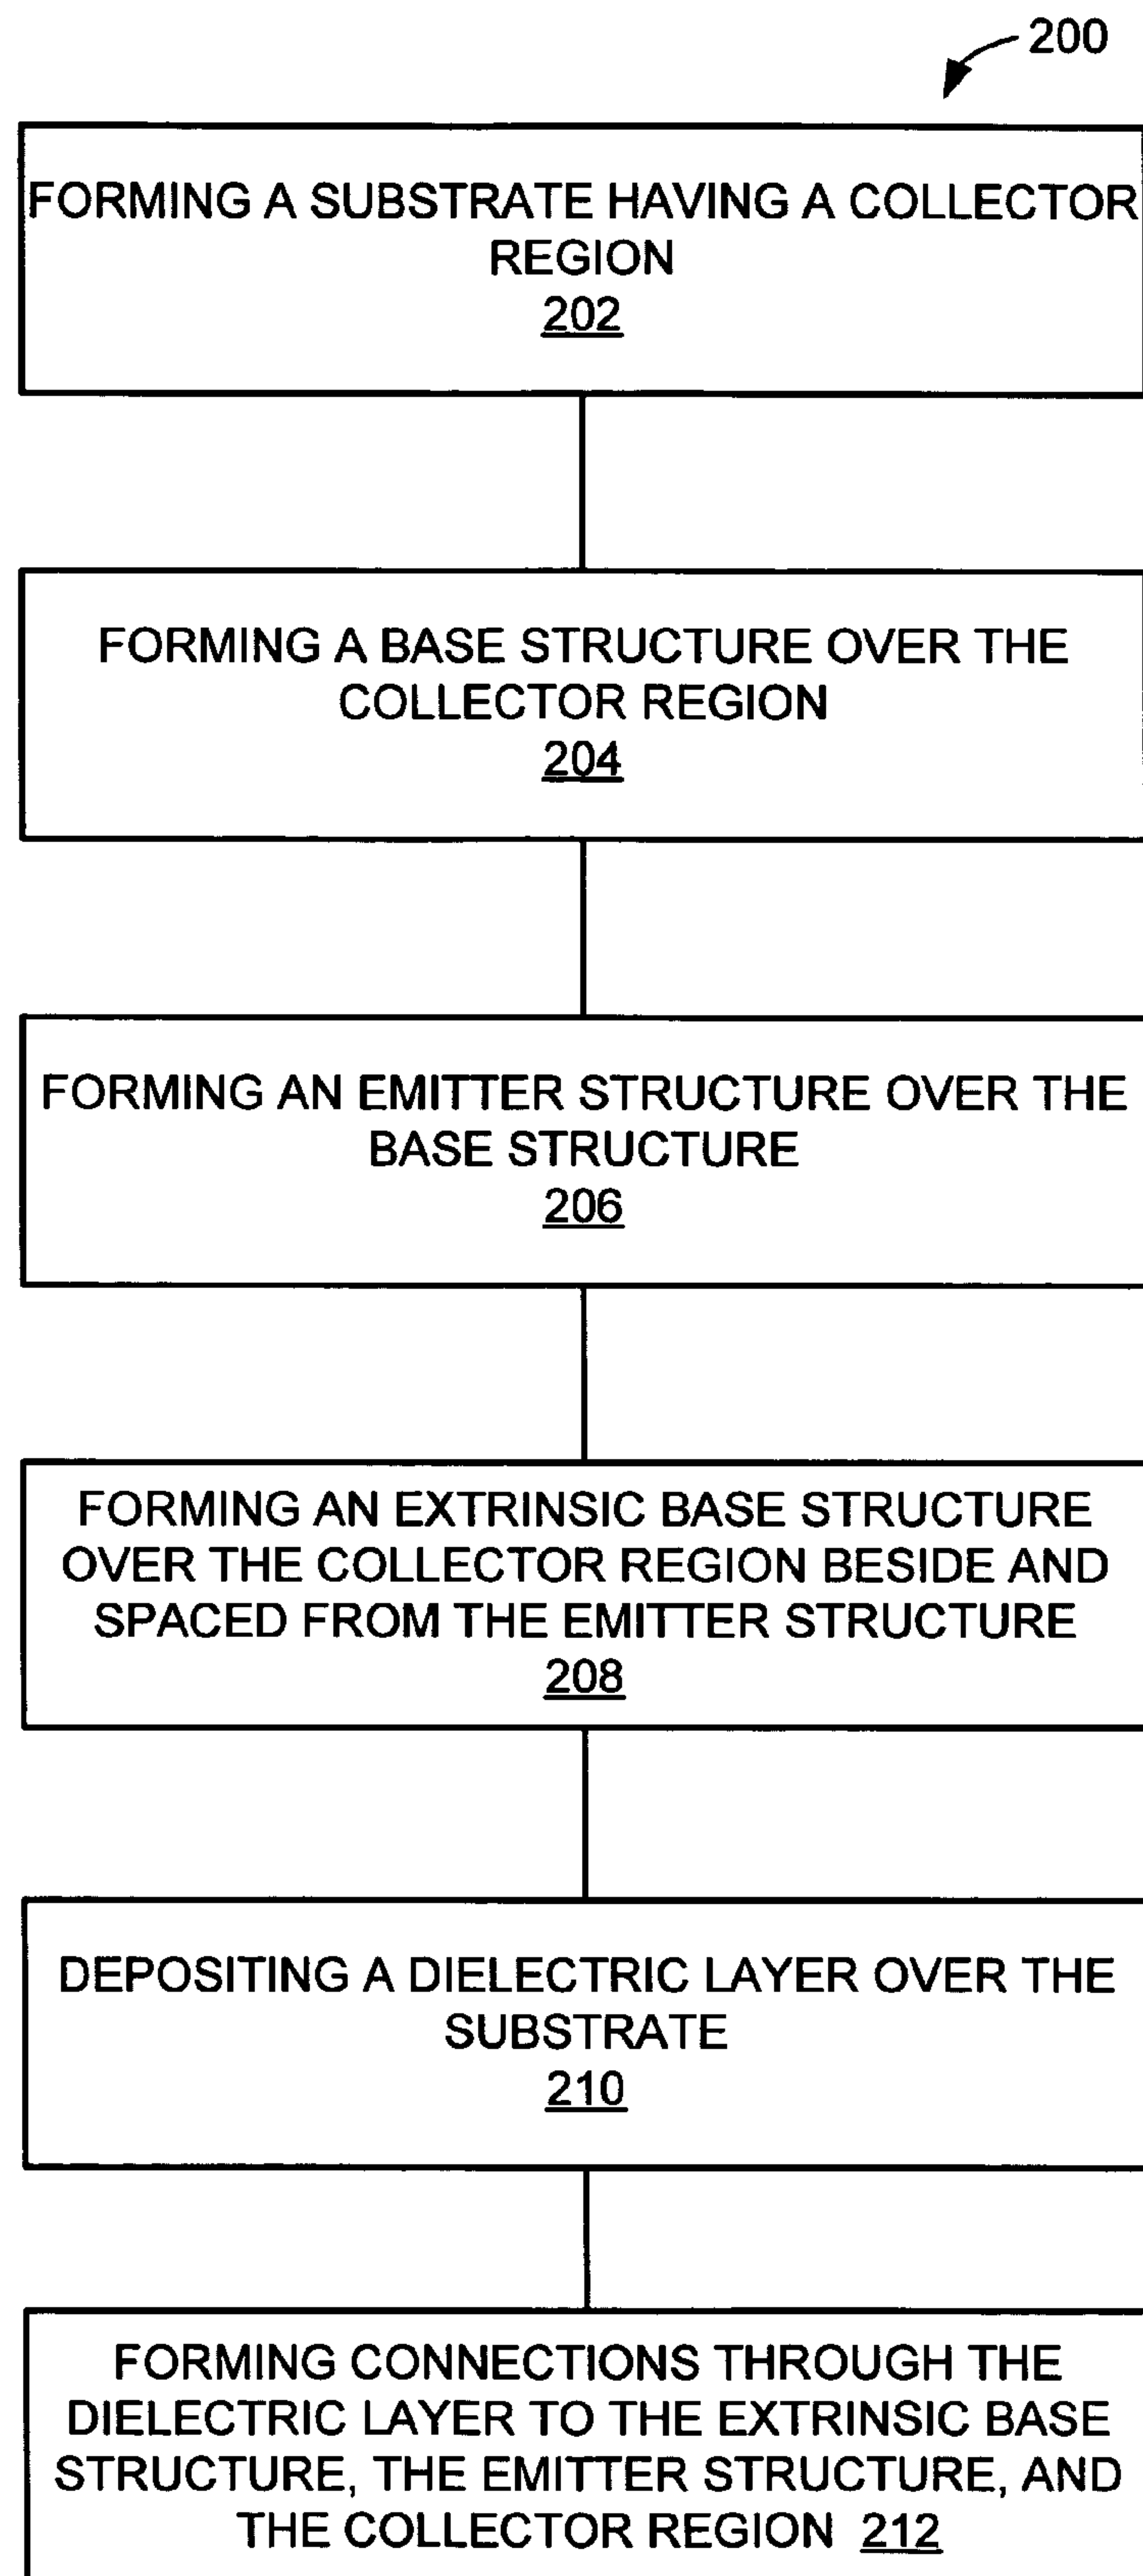 200
FORMING A SUBSTRATE HAVING A COLLECTOR
REGION
202
FORMING A BASE STRUCTURE OVER THE
COLLECTOR REGION
204
FORMING AN EMITTER STRUCTURE OVER THE
BASE STRUCTURE
206
FORMING AN EXTRINSIC BASE STRUCTURE
OVER THE COLLECTOR REGION BESIDE AND
SPACED FROM THE EMITTER STRUCTURE
208
DEPOSITING A DIELECTRIC LAYER OVER THE
SUBSTRATE
210
FORMING CONNECTIONS THROUGH THE
DIELECTRIC LAYER TO THE EXTRINSIC BASE
STRUCTURE, THE EMITTER STRUCTURE, AND
THE COLLECTOR REGION 212